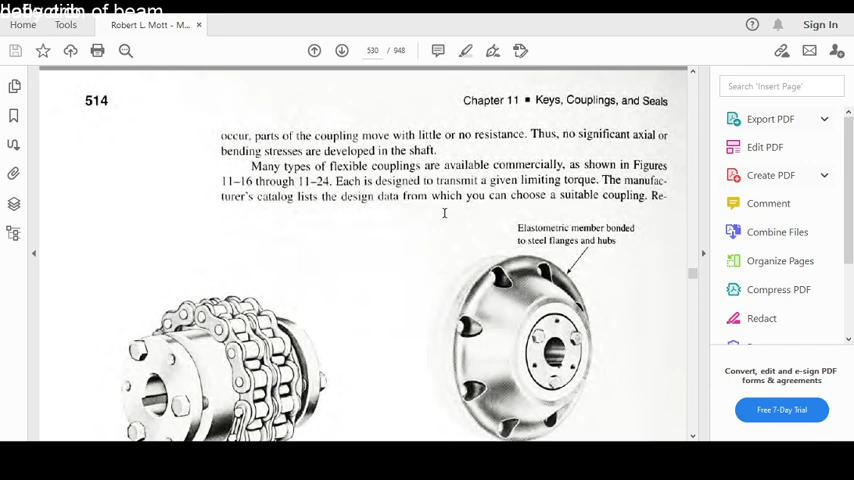 of beam
Home
Tools
Robert L. Mott - M...
×
Sign In
530 / 948
514
Chapter 11 ■ Keys, Couplings, and Seals
occur, parts of the coupling move with little or no resistance. Thus, no significant axial or
bending stresses are developed in the shaft.
Many types of flexible couplings are available commercially, as shown in Figures
11–16 through 11–24. Each is designed to transmit a given limiting torque. The manufac-
turer's catalog lists the design data from which you can choose a suitable coupling. Re-
Elastometric member bonded
to steel flanges and hubs
Search 'Insert Page'
Export PDF
Edit PDF
Create PDF
Comment
Combine Files
Organize Pages
Compress PDF
Redact
Convert, edit and e-sign PDF
forms & agreements
Free 7-Day Trial